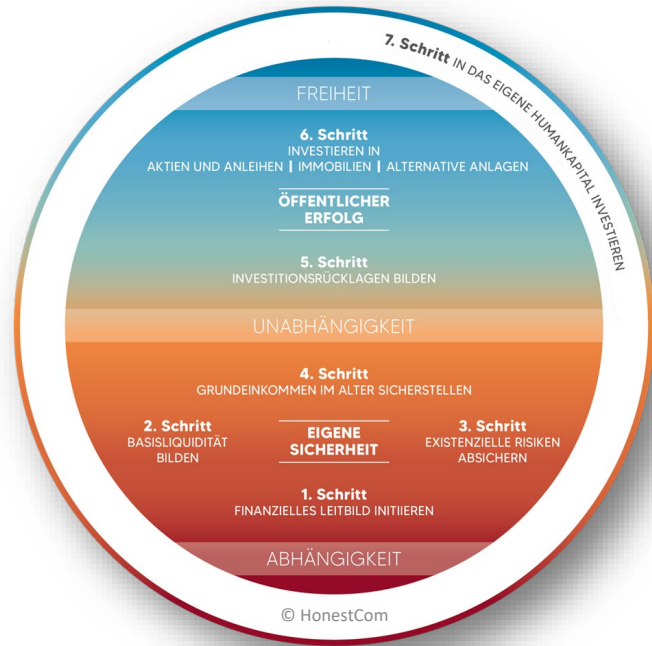 7. Schritt IN DAS EIGENE HUMANKAPITAL INVESTIEREN
FREIHEIT
6. Schritt
INVESTIEREN IN
AKTIEN UND ANLEIHEN | IMMOBILIEN | ALTERNATIVE ANLAGEN
ÖFFENTLICHER
ERFOLG
5. Schritt
INVESTITIONSRÜCKLAGEN BILDEN
UNABHÄNGIGKEIT
4. Schritt
GRUNDEINKOMMEN IM ALTER SICHERSTELLEN
2. Schritt
BASISLIQUIDITÄT
BILDEN
EIGENE
SICHERHEIT
3. Schritt
EXISTENZIELLE RISIKEN
ABSICHERN
1. Schritt
FINANZIELLES LEITBILD INITIIEREN
ABHÄNGIGKEIT
© HonestCom